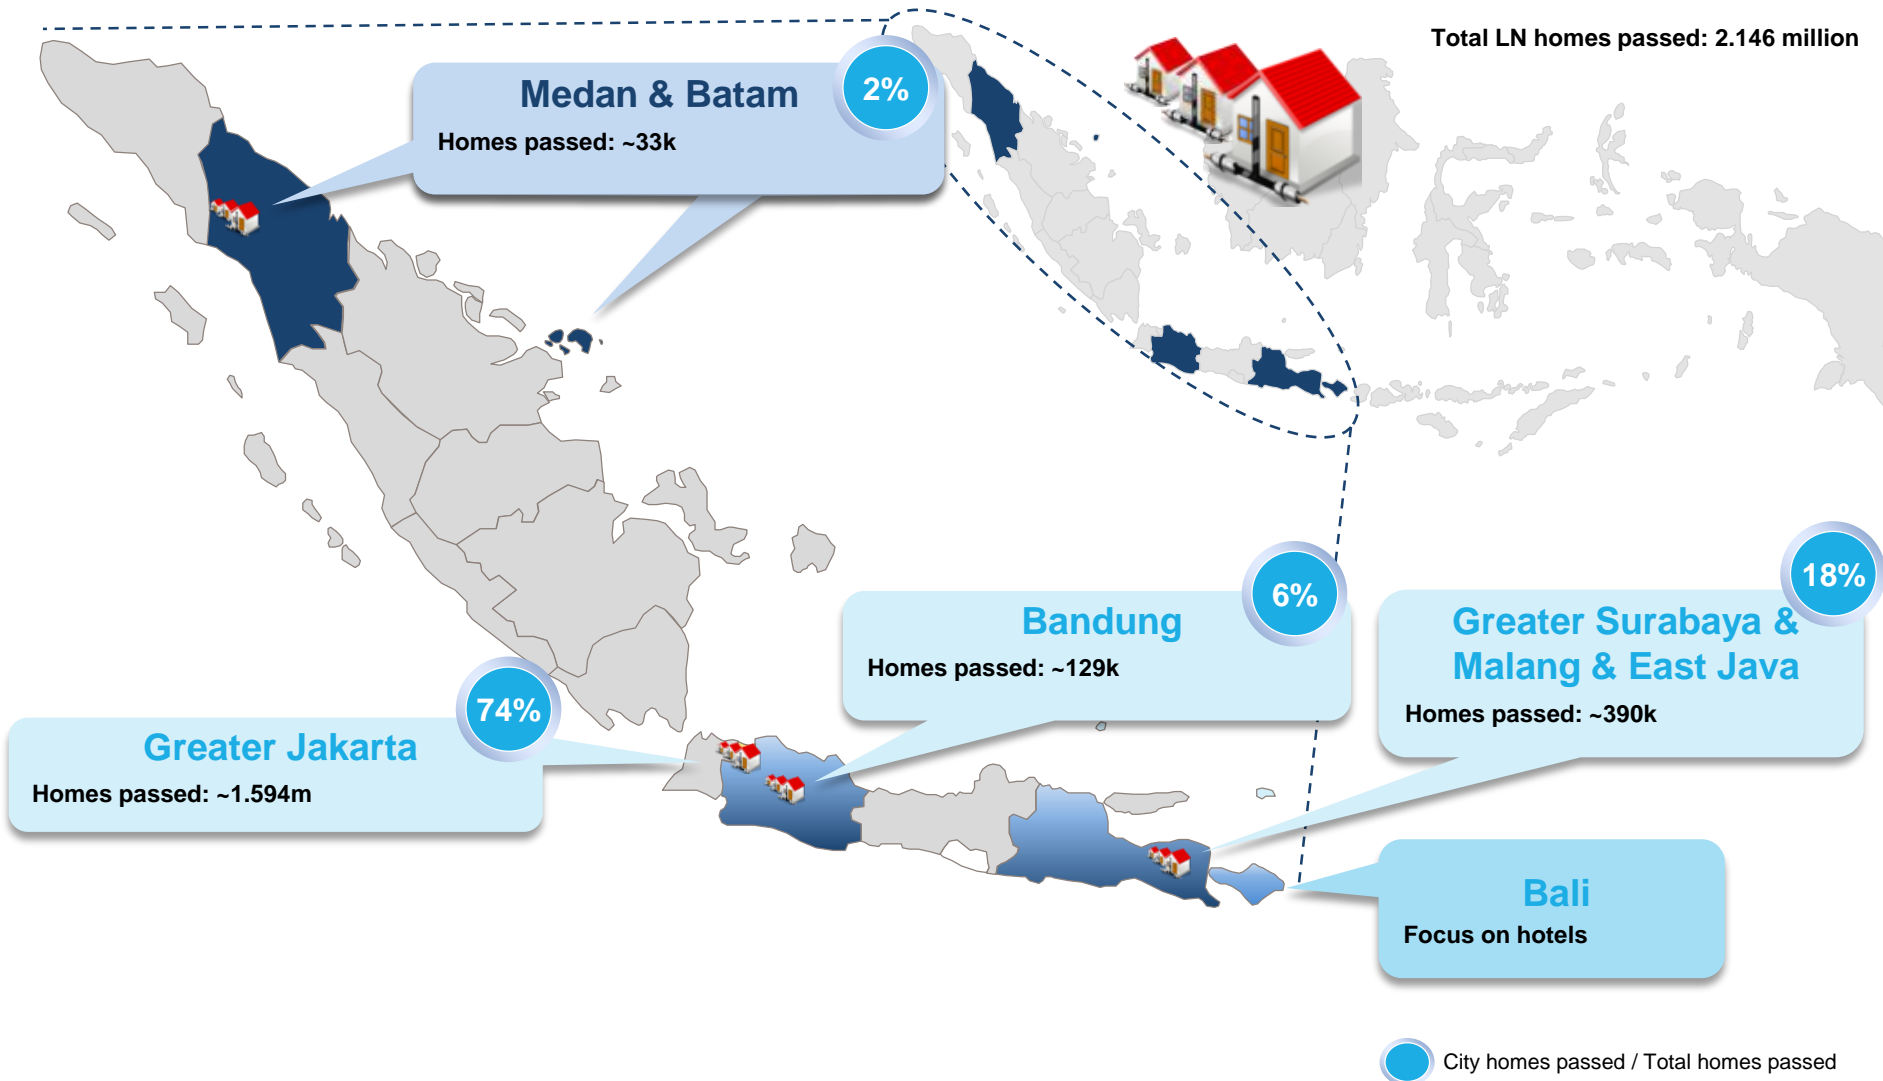 Total LN homes passed: 2.146 million
Medan & Batam
2%
Homes passed: ~33k
Bandung
6%
Homes passed: ~129k
Greater Surabaya &
Malang & East Java
18%
Homes passed: ~390k
Greater Jakarta
74%
Homes passed: ~1.594m
Bali
Focus on hotels
City homes passed / Total homes passed